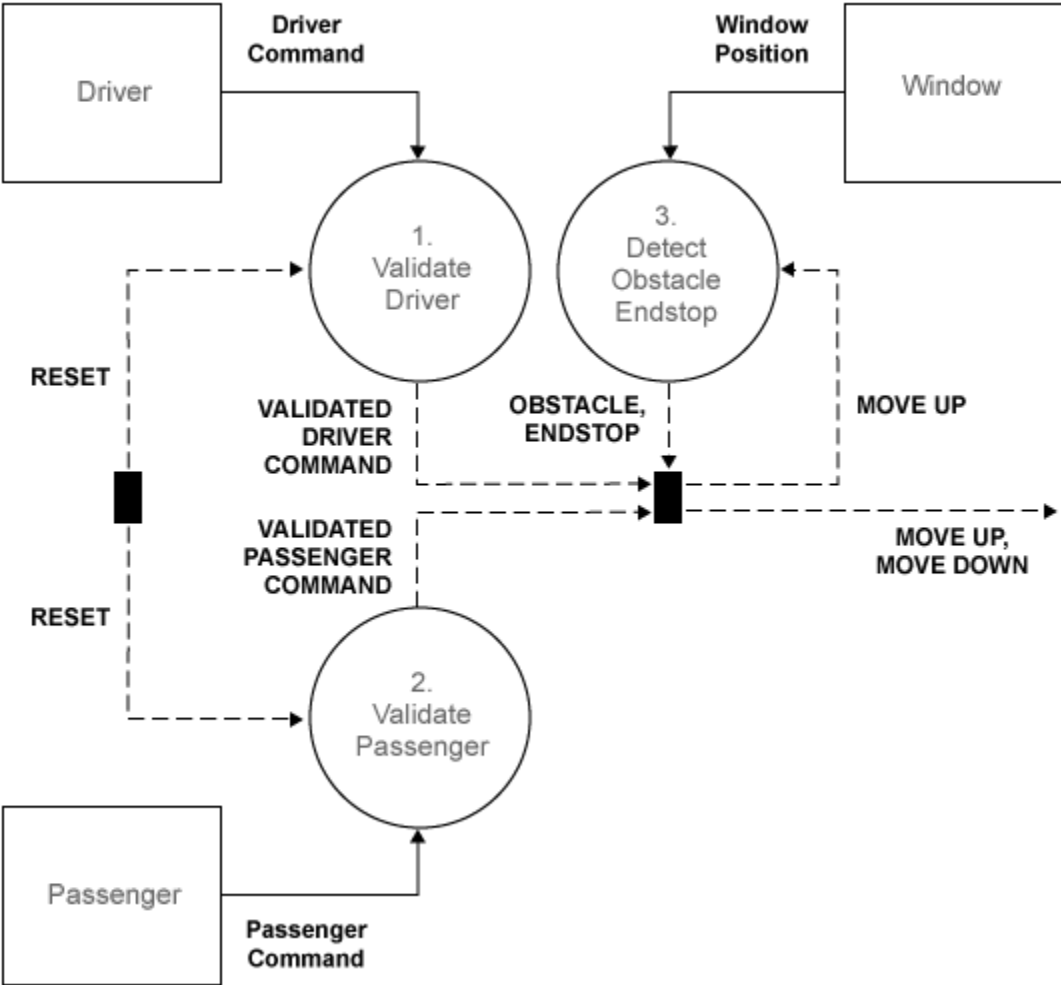 Driver
Command
Window
Position
Driver
Window
1.
Validate
Driver
3.
Detect
Obstacle
Endstop
RESET
VALIDATED
DRIVER
COMMAND
OBSTACLE,
ENDSTOP
MOVE UP
VALIDATED
PASSENGER
COMMAND
MOVE UP,
MOVE DOWN
RESET
2.
Validate
Passenger
Passenger
Passenger
Command